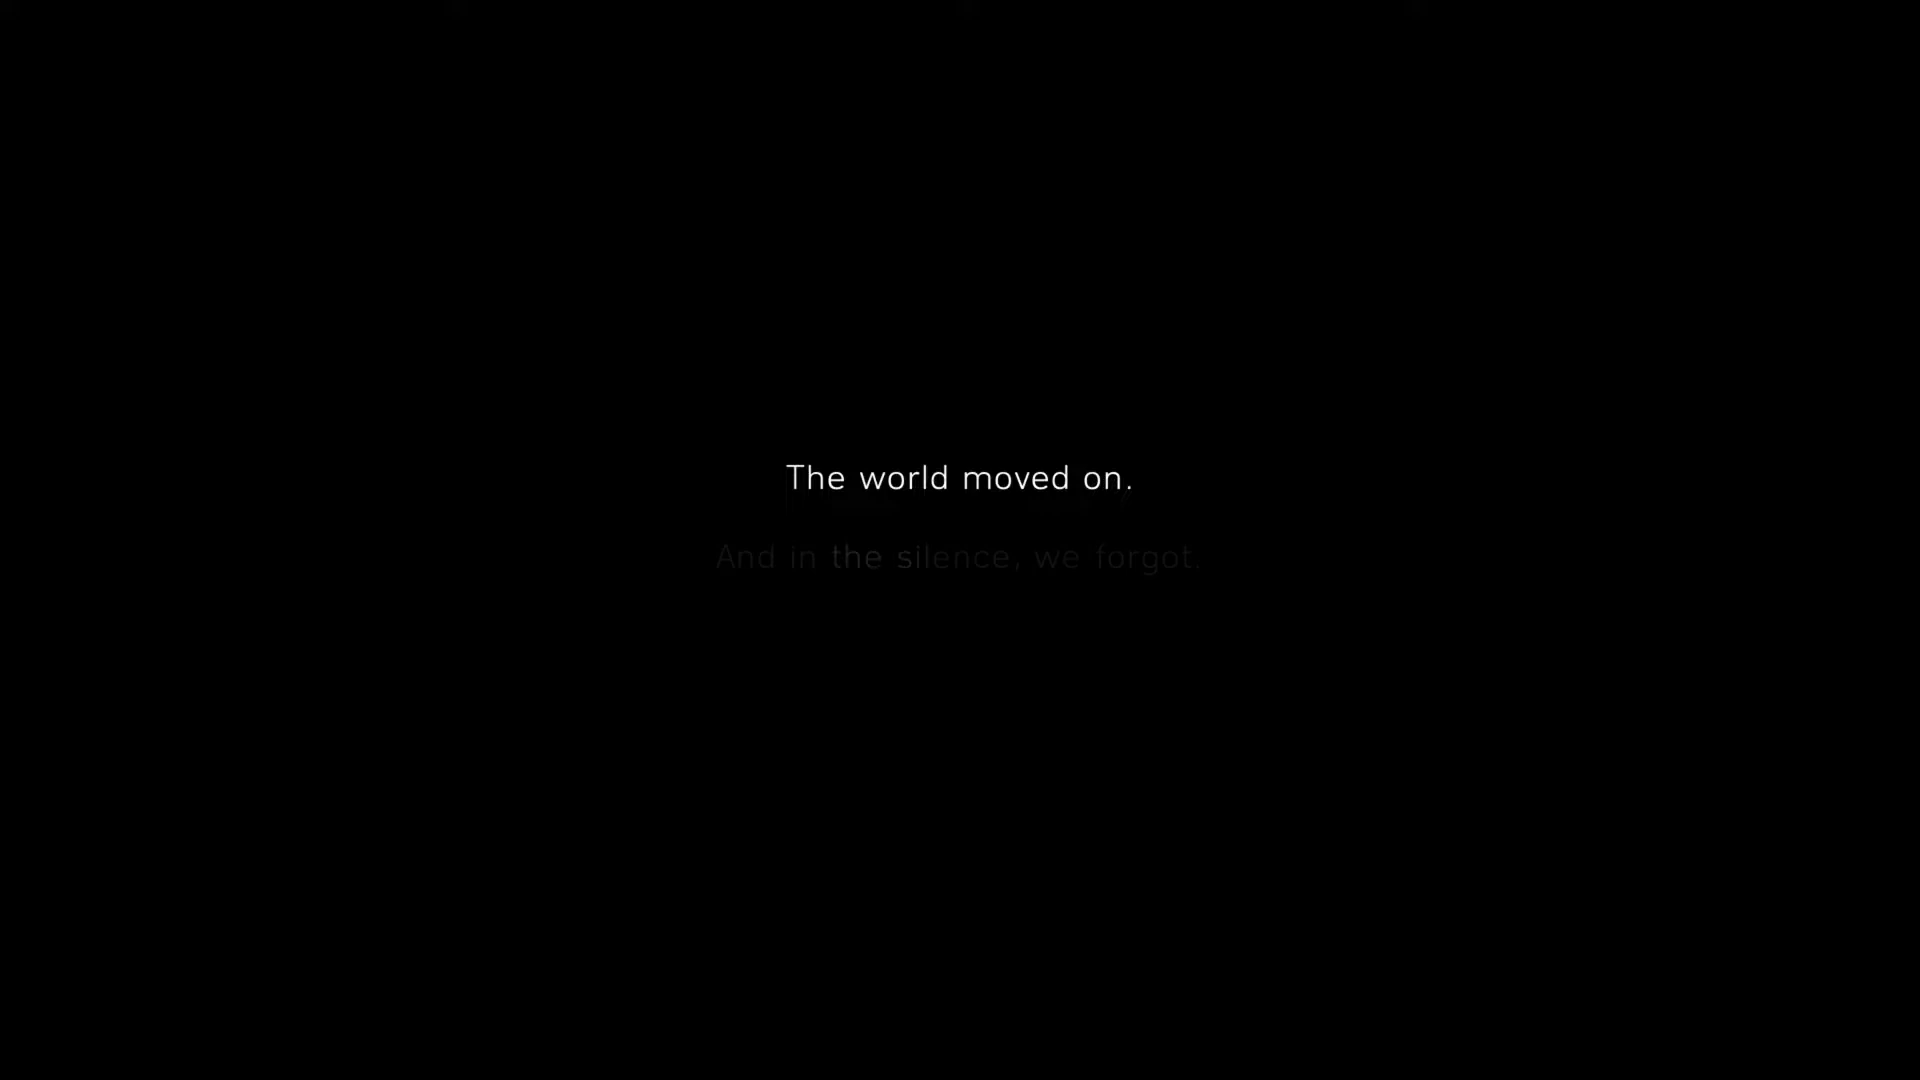 The world moved on.
And in the silence, we forgot.